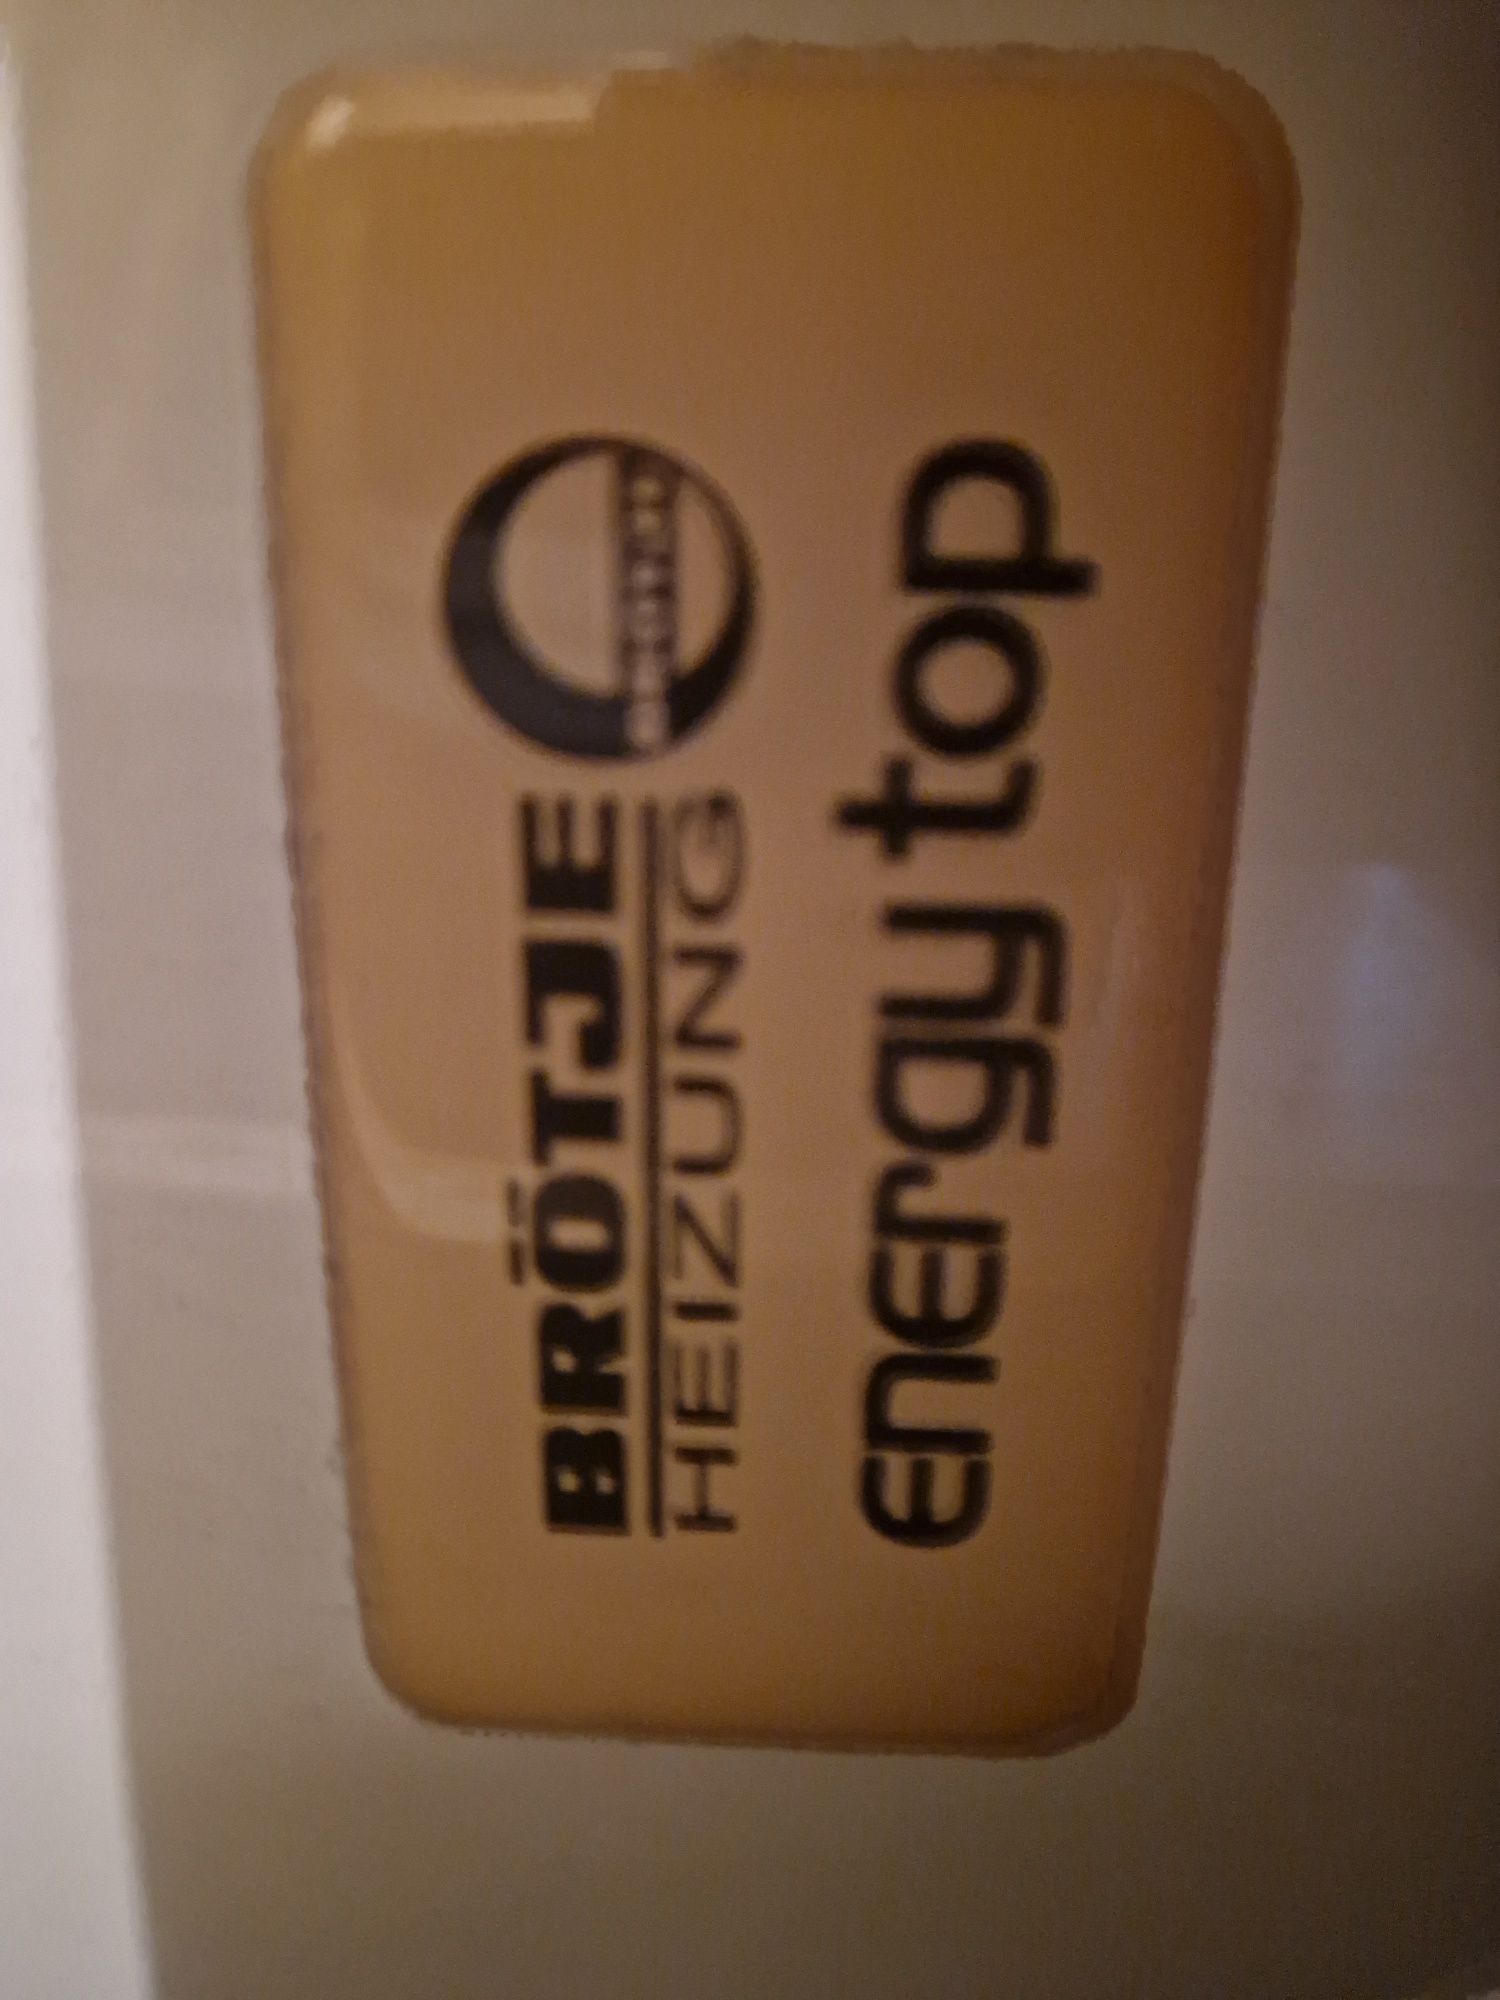 BRÖTJE
HEIZUNG
energy top